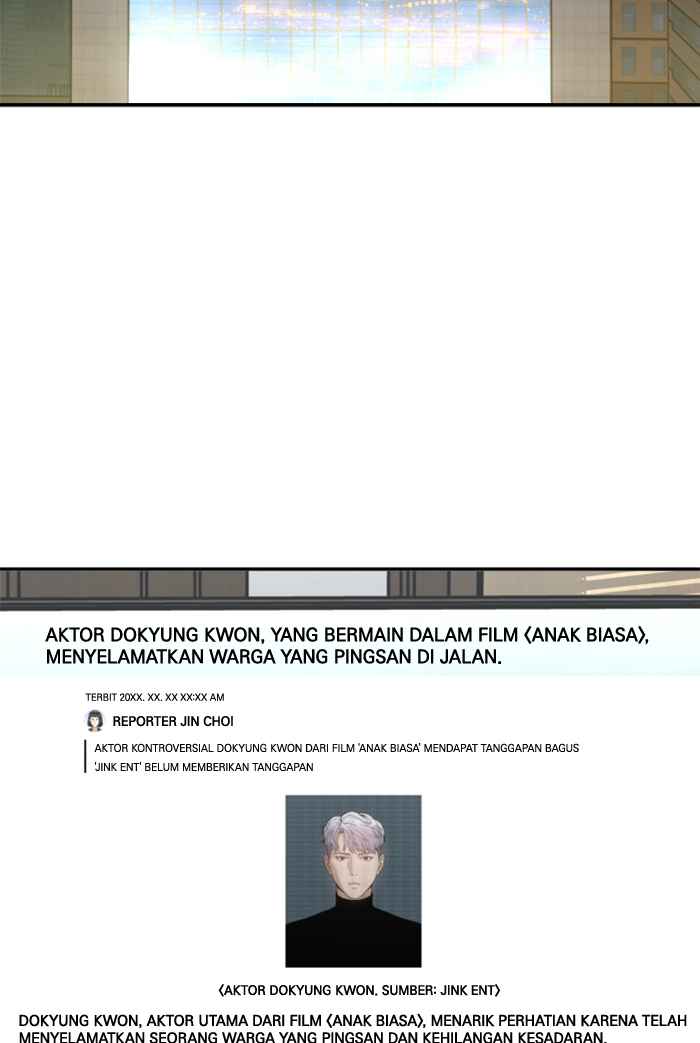 AKTOR DOKYUNG KWON, YANG BERMAIN DALAM FILM <ANAK BIASA>,
MENYELAMATKAN WARGA YANG PINGSAN DI JALAN.
TERBIT 20XX. XX. XX XX:XX AM
REPORTER JIN CHOI
AKTOR KONTROVERSIAL DOKYUNG KWON DARI FILM 'ANAK BIASA' MENDAPAT TANGGAPAN BAGUS
'JINK ENT' BELUM MEMBERIKAN TANGGAPAN
<AKTOR DOKYUNG KWON. SUMBER: JINK ENT>
DOKYUNG KWON, AKTOR UTAMA DARI FILM <ANAK BIASA>, MENARIK PERHATIAN KARENA TELAH
MENYELAMATKAN SEORANG WARGA YANG PINGSAN DAN KEHILANGAN KESADARAN.